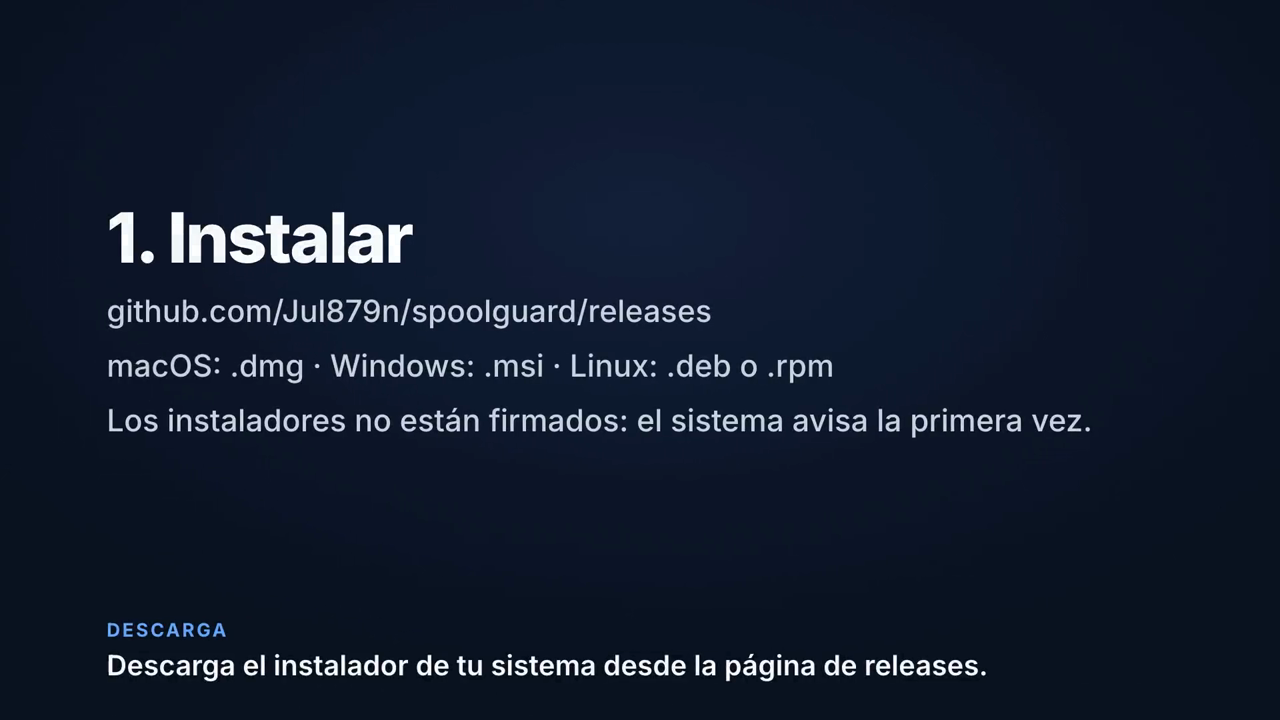 1. Instalar
github.com/Jul879n/spoolguard/releases
macOS: .dmg · Windows: .msi · Linux: .deb o .rpm
Los instaladores no están firmados: el sistema avisa la primera vez.
DESCARGA
Descarga el instalador de tu sistema desde la página de releases.